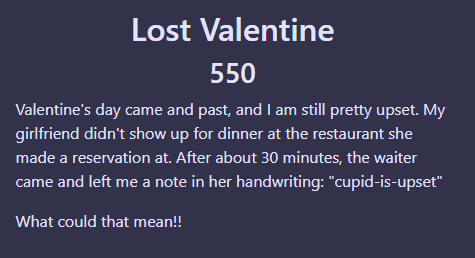 Lost Valentine
550
Valentine's day came and past, and I am still pretty upset. My
girlfriend didn't show up for dinner at the restaurant she
made a reservation at. After about 30 minutes, the waiter
came and left me a note in her handwriting: "cupid-is-upset"
What could that mean!!